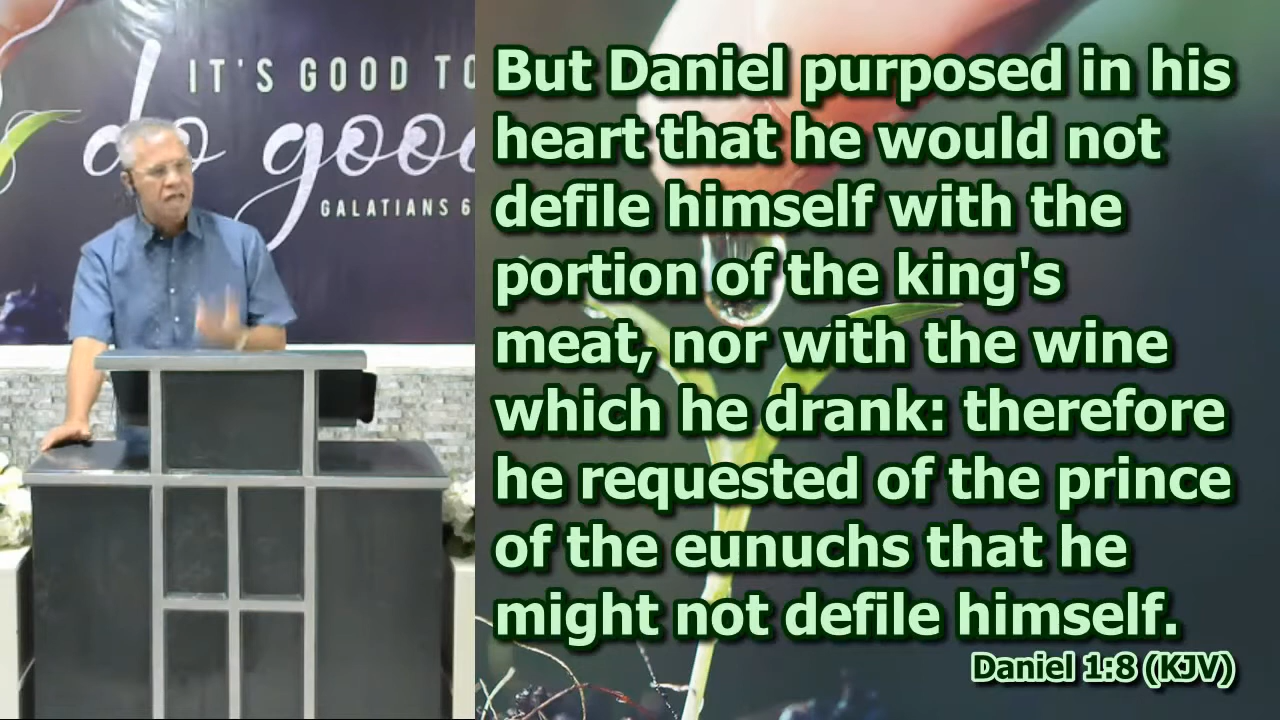 IT'S GOOD TO
do good
GALATIANS 6
But Daniel purposed in his
heart that he would not
defile himself with the
portion of the king's
meat, nor with the wine
which he drank: therefore
he requested of the prince
of the eunuchs that he
might not defile himself.
Daniel 1:8 (KJV)